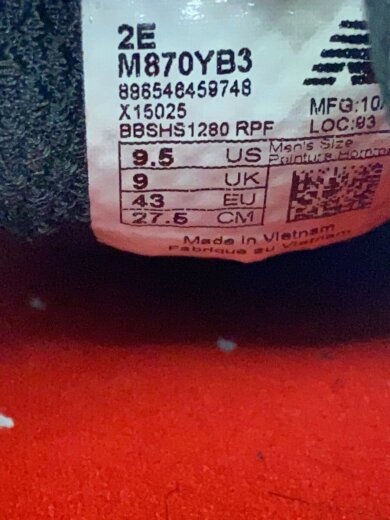 2E
M870YB3
886546459748
X15025
BBSHS1280 RPF
MFG:10/
LOC:93
9.5 US Men's Size
Pointure Homme
9 UK
43 EU
27.5 CM
Made in Vietnam
Fabrique au Vietnam